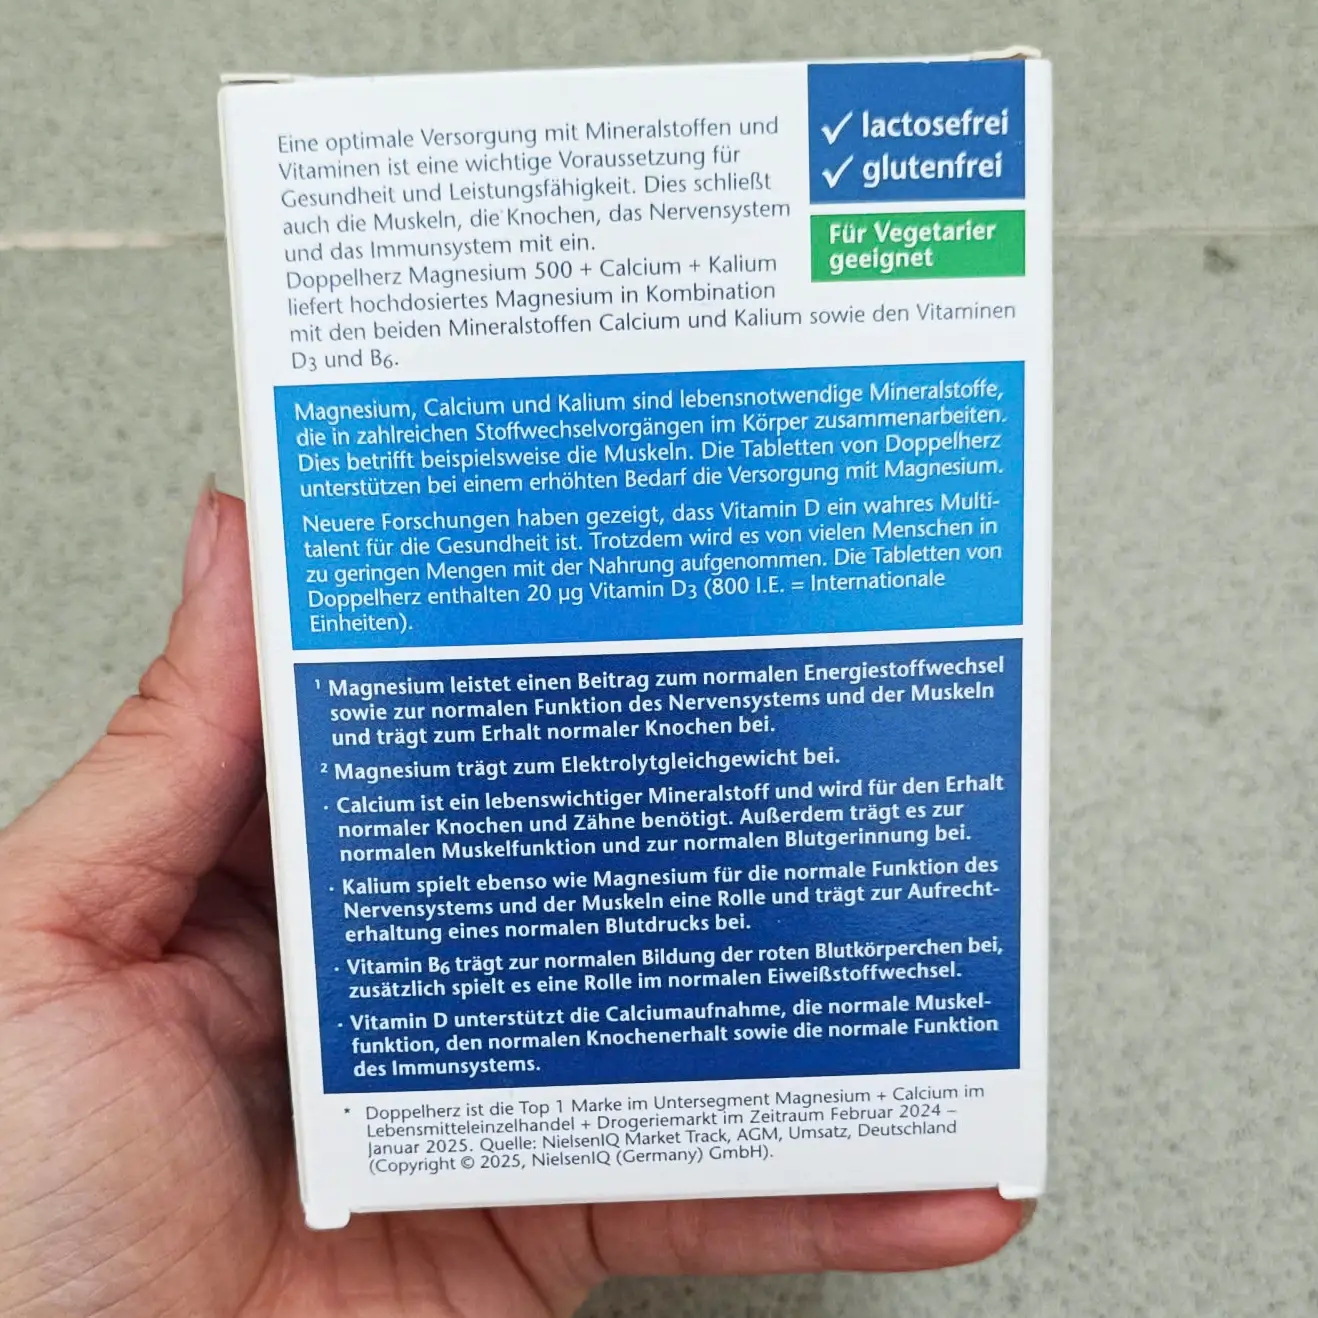 Eine optimale Versorgung mit Mineralstoffen und
Vitaminen ist eine wichtige Voraussetzung für
Gesundheit und Leistungsfähigkeit. Dies schließt
auch die Muskeln, die Knochen, das Nervensystem
und das Immunsystem mit ein.
Doppelherz Magnesium 500 + Calcium + Kalium
liefert hochdosiertes Magnesium in Kombination
mit den beiden Mineralstoffen Calcium und Kalium sowie den Vitaminen
D3 und B6.
✓ lactosefrei
✓ glutenfrei
Für Vegetarier
geeignet
Magnesium, Calcium und Kalium sind lebensnotwendige Mineralstoffe,
die in zahlreichen Stoffwechselvorgängen im Körper zusammenarbeiten.
Dies betrifft beispielsweise die Muskeln. Die Tabletten von Doppelherz
unterstützen bei einem erhöhten Bedarf die Versorgung mit Magnesium.
Neuere Forschungen haben gezeigt, dass Vitamin D ein wahres Multi-
talent für die Gesundheit ist. Trotzdem wird es von vielen Menschen in
zu geringen Mengen mit der Nahrung aufgenommen. Die Tabletten von
Doppelherz enthalten 20 µg Vitamin D3 (800 I.E. = Internationale
Einheiten).
¹ Magnesium leistet einen Beitrag zum normalen Energiestoffwechsel
sowie zur normalen Funktion des Nervensystems und der Muskeln
und trägt zum Erhalt normaler Knochen bei.
² Magnesium trägt zum Elektrolytgleichgewicht bei.
· Calcium ist ein lebenswichtiger Mineralstoff und wird für den Erhalt
normaler Knochen und Zähne benötigt. Außerdem trägt es zur
normalen Muskelfunktion und zur normalen Blutgerinnung bei.
· Kalium spielt ebenso wie Magnesium für die normale Funktion des
Nervensystems und der Muskeln eine Rolle und trägt zur Aufrecht-
erhaltung eines normalen Blutdrucks bei.
· Vitamin B6 trägt zur normalen Bildung der roten Blutkörperchen bei,
zusätzlich spielt es eine Rolle im normalen Eiweißstoffwechsel.
· Vitamin D unterstützt die Calciumaufnahme, die normale Muskel-
funktion, den normalen Knochenerhalt sowie die normale Funktion
des Immunsystems.
* Doppelherz ist die Top 1 Marke im Untersegment Magnesium + Calcium im
Lebensmitteleinzelhandel + Drogeriemarkt im Zeitraum Februar 2024 –
Januar 2025. Quelle: NielsenIQ Market Track, AGM, Umsatz, Deutschland
(Copyright © 2025, NielsenIQ (Germany) GmbH).